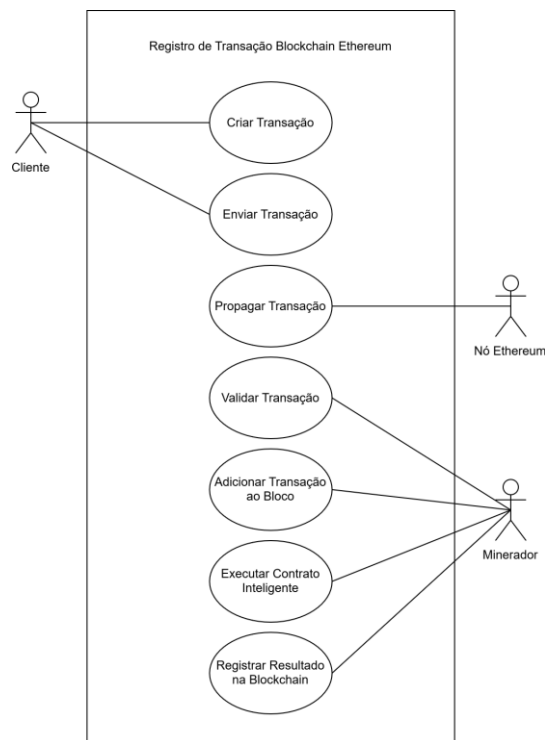 Registro de Transação Blockchain Ethereum
Criar Transação
Cliente
Enviar Transação
Propagar Transação
Nó Ethereum
Validar Transação
Adicionar Transação
ao Bloco
Minerador
Executar Contrato
Inteligente
Registrar Resultado
na Blockchain